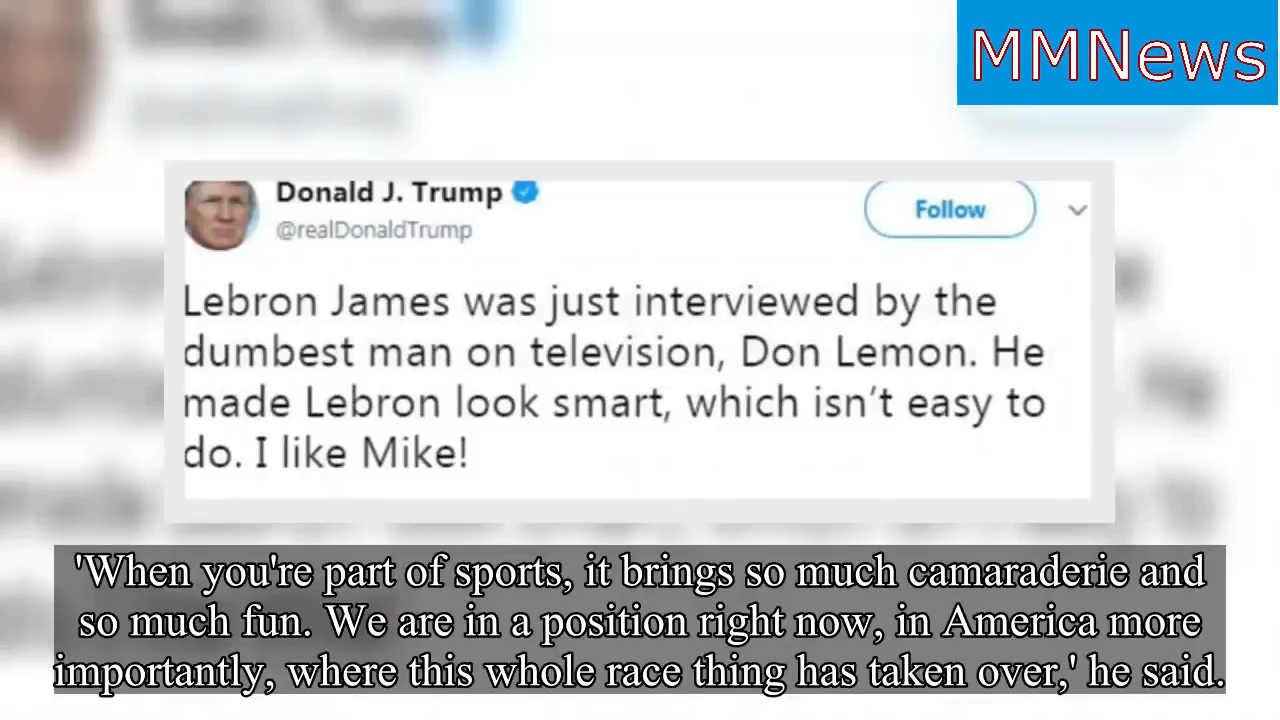 MMNews
Donald J. Trump
@realDonaldTrump
Follow
Lebron James was just interviewed by the
dumbest man on television, Don Lemon. He
made Lebron look smart, which isn't easy to
do. I like Mike!
'When you're part of sports, it brings so much camaraderie and
so much fun. We are in a position right now, in America more
importantly, where this whole race thing has taken over,' he said.